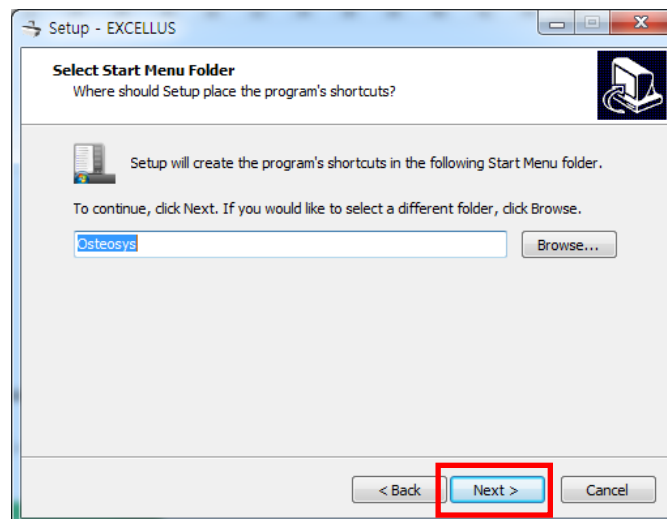 Setup - EXCELLUS
Select Start Menu Folder
Where should Setup place the program's shortcuts?
Setup will create the program's shortcuts in the following Start Menu folder.
To continue, click Next. If you would like to select a different folder, click Browse.
Osteosys
Browse...
< Back
Next >
Cancel